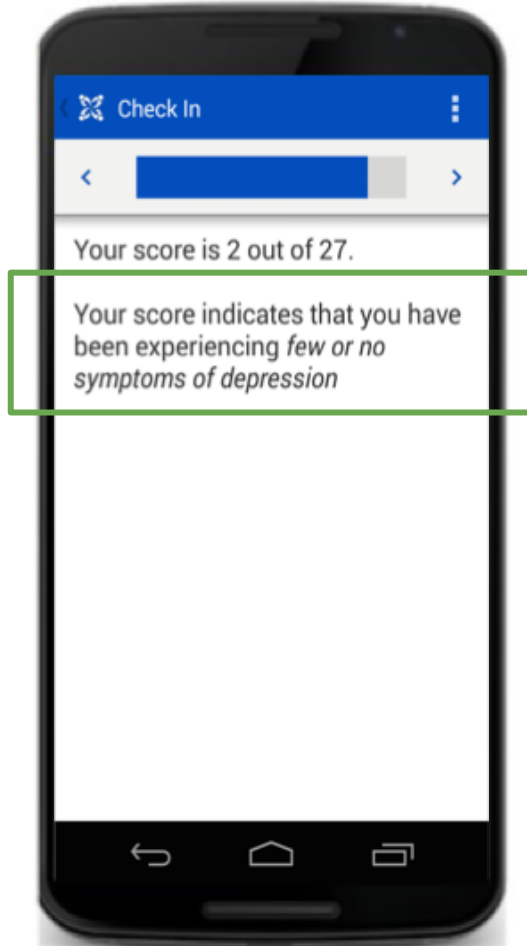 Check In
Your score is 2 out of 27.
Your score indicates that you have
been experiencing few or no
symptoms of depression